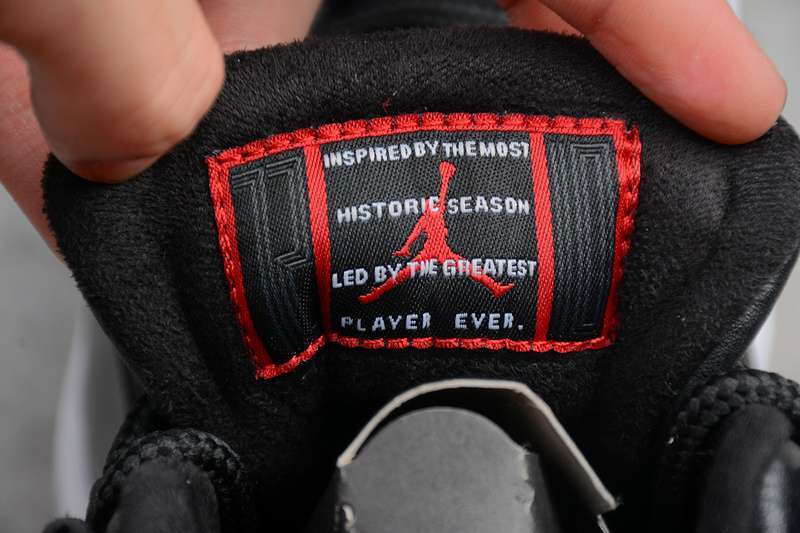 INSPIRED BY THE MOST
HISTORIC SEASON
LED BY THE GREATEST
PLAYER EVER.